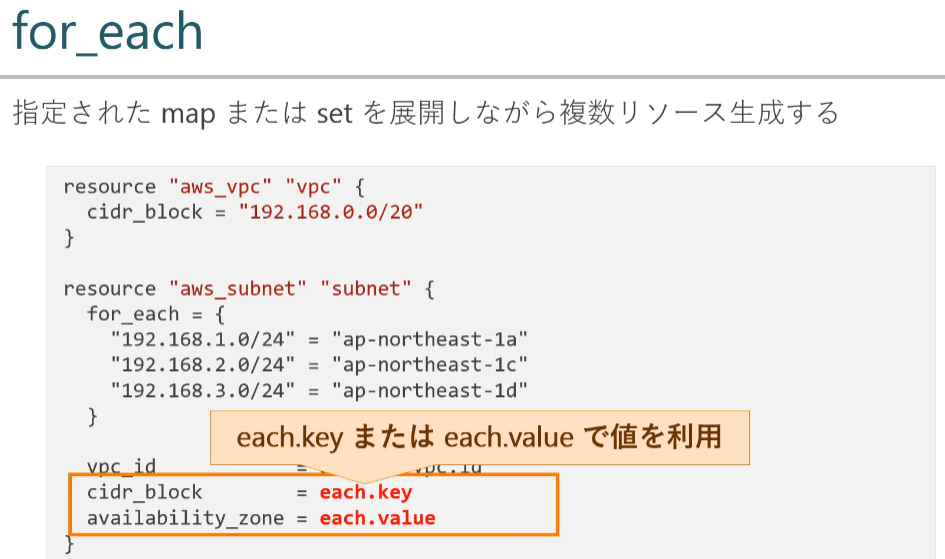 for_each
指定された map または set を展開しながら複数リソース生成する
resource "aws_vpc" "vpc" {
  cidr_block = "192.168.0.0/20"
}
resource "aws_subnet" "subnet" {
  for_each = {
    "192.168.1.0/24" = "ap-northeast-1a"
    "192.168.2.0/24" = "ap-northeast-1c"
    "192.168.3.0/24" = "ap-northeast-1d"
  }
each.key または each.value で値を利用
  vpc_id            = vpc.id
  cidr_block        = each.key
  availability_zone = each.value
}